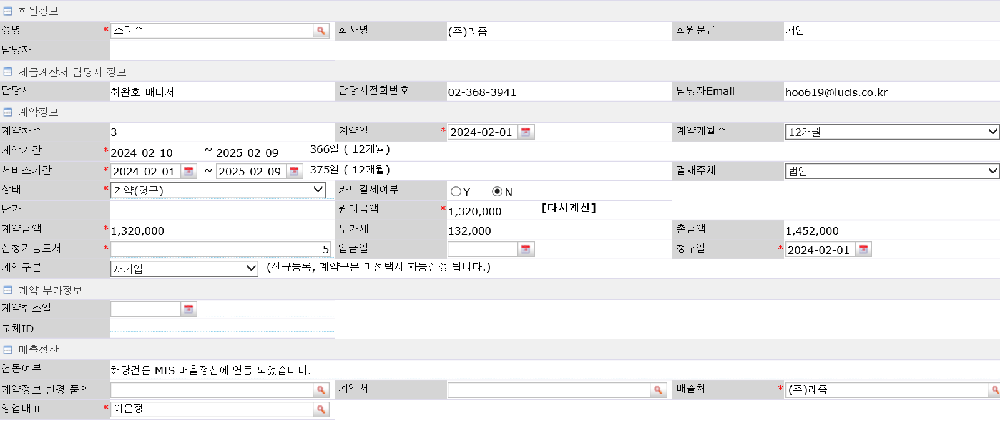 회원정보
성명 * 소태수 회사명 (주)래즘 회원분류 개인
담당자
세금계산서 담당자 정보
담당자 최완호 매니저 담당자전화번호 02-368-3941 담당자Email hoo619@lucis.co.kr
계약정보
계약차수 3 계약일 * 2024-02-01 계약개월수 12개월
계약기간 * 2024-02-10 ~ 2025-02-09 366일 ( 12개월)
서비스기간 * 2024-02-01 ~ 2025-02-09 375일 ( 12개월) 결재주체 법인
상태 * 계약(청구) 카드결제여부 Y N
단가 원래금액 * 1,320,000 [다시계산]
계약금액 * 1,320,000 부가세 132,000 총금액 1,452,000
신청가능도서 * 5 입금일 청구일 * 2024-02-01
계약구분 재가입 (신규등록, 계약구분 미선택시 자동설정 됩니다.)
계약 부가정보
계약취소일
교체ID
매출정산
연동여부 해당건은 MIS 매출정산에 연동 되었습니다.
계약정보 변경 품의 계약서 매출처 * (주)래즘
영업대표 * 이윤정